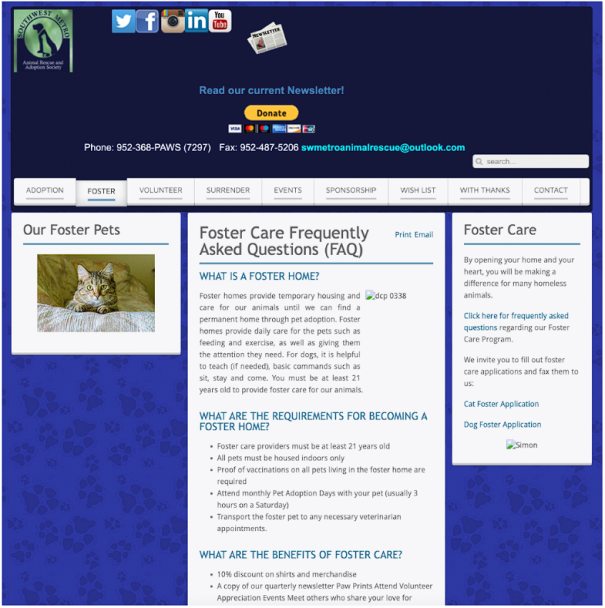 SOUTHWEST METRO
Animal Rescue and
Adoption Society
You
Tube
NEWSLETTER
Read our current Newsletter!
Donate
Phone: 952-368-PAWS (7297) Fax: 952-487-5206 swmetroanimalrescue@outlook.com
search...
ADOPTION FOSTER VOLUNTEER SURRENDER EVENTS SPONSORSHIP WISH LIST WITH THANKS CONTACT
Our Foster Pets
Foster Care Frequently
Asked Questions (FAQ)
Print Email
WHAT IS A FOSTER HOME?
Foster homes provide temporary housing and
care for our animals until we can find a
permanent home through pet adoption. Foster
homes provide daily care for the pets such as
feeding and exercise, as well as giving them
the attention they need. For dogs, it is helpful
to teach (if needed), basic commands such as
sit, stay and come. You must be at least 21
years old to provide foster care for our animals.
dcp 0338
WHAT ARE THE REQUIREMENTS FOR BECOMING A
FOSTER HOME?
• Foster care providers must be at least 21 years old
• All pets must be housed indoors only
• Proof of vaccinations on all pets living in the foster home are
required
• Attend monthly Pet Adoption Days with your pet (usually 3
hours on a Saturday)
• Transport the foster pet to any necessary veterinarian
appointments.
WHAT ARE THE BENEFITS OF FOSTER CARE?
• 10% discount on shirts and merchandise
• A copy of our quarterly newsletter Paw Prints Attend Volunteer
Appreciation Events Meet others who share your love for
Foster Care
By opening your home and your
heart, you will be making a
difference for many homeless
animals.
Click here for frequently asked
questions regarding our Foster
Care Program.
We invite you to fill out foster
care applications and fax them to
us:
Cat Foster Application
Dog Foster Application
Simon